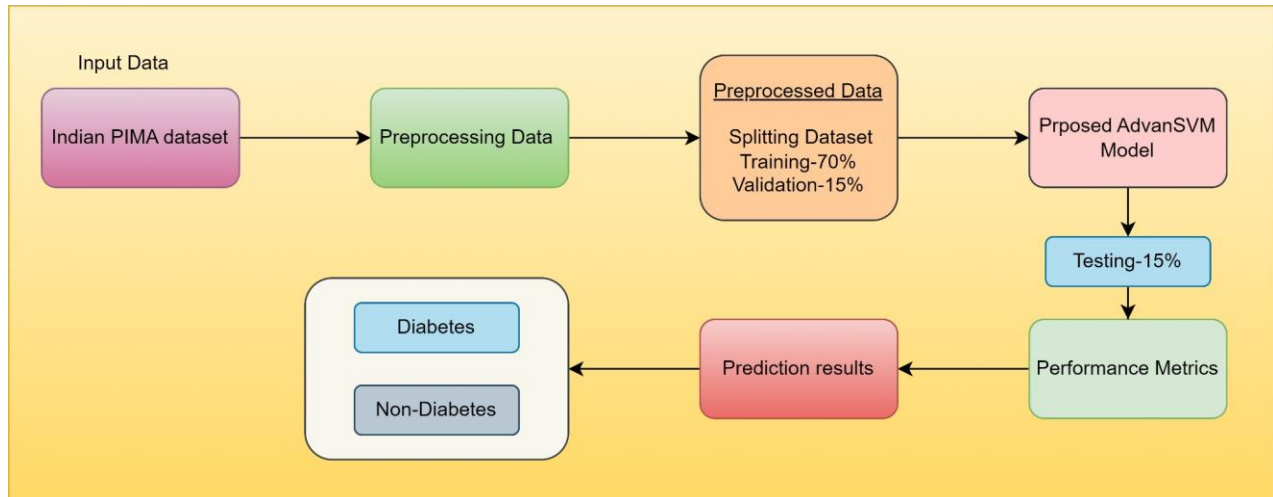 Input Data
Indian PIMA dataset
Preprocessing Data
Preprocessed Data
Splitting Dataset
Training-70%
Validation-15%
Prposed AdvanSVM
Model
Testing-15%
Performance Metrics
Prediction results
Diabetes
Non-Diabetes